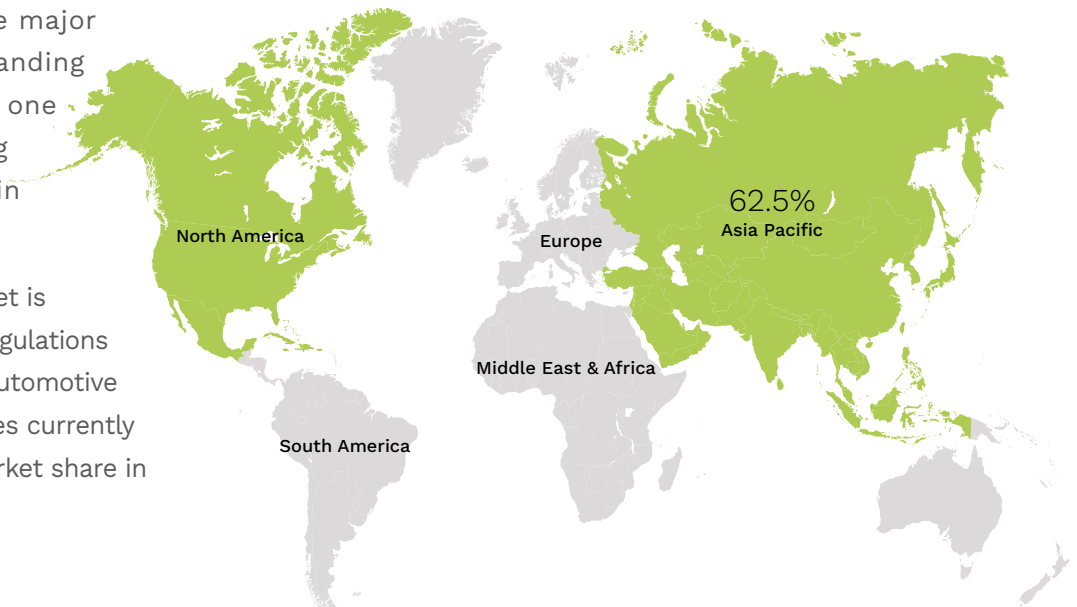 e major
anding
one
g
in
et is
gulations
utomotive
es currently
rket share in
62.5%
Asia Pacific
North America
Europe
Middle East & Africa
South America